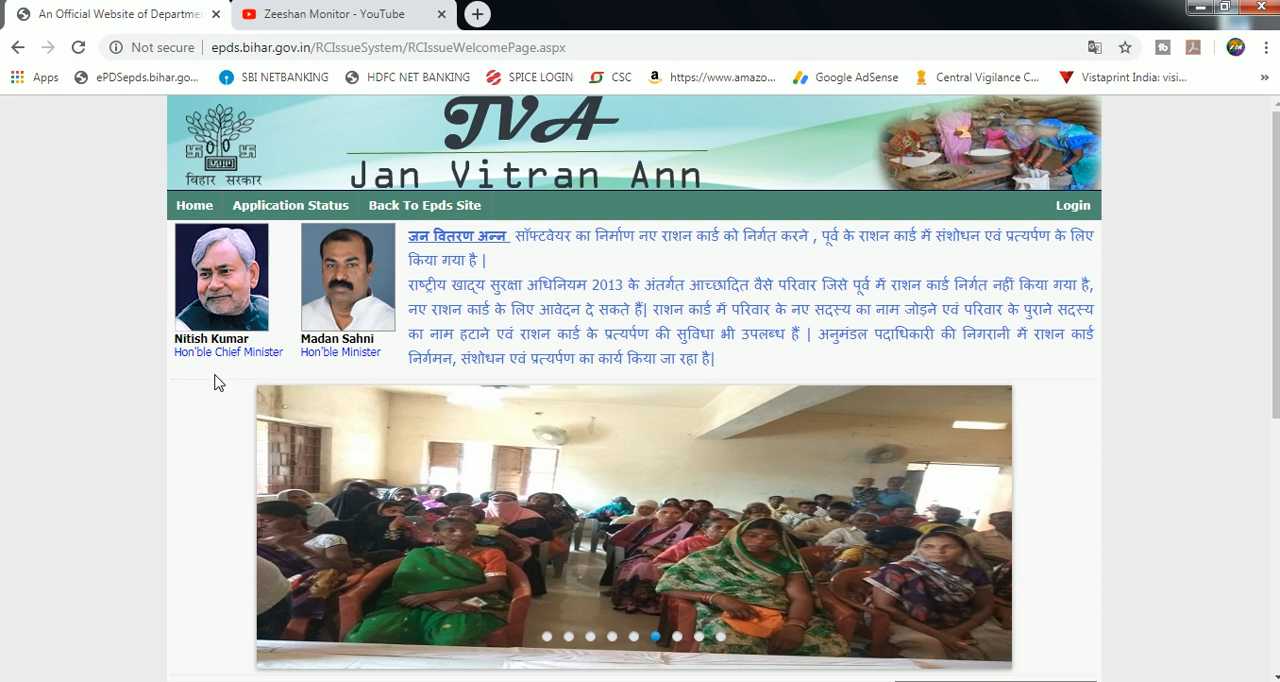 An Official Website of Departme
Zeeshan Monitor - YouTube
Not secure
epds.bihar.gov.in/RCIssueSystem/RCIssueWelcomePage.aspx
Apps
ePDSepds.bihar.go...
SBI NETBANKING
HDFC NET BANKING
SPICE LOGIN
CSC
https://www.amazo...
Google AdSense
Central Vigilance C...
Vistaprint India: visi...
JVA
Jan Vitran Ann
बिहार सरकार
Home
Application Status
Back To Epds Site
Login
जन वितरण अन्न सॉफ्टवेयर का निर्माण नए राशन कार्ड को निर्गत करने , पूर्व के राशन कार्ड में संशोधन एवं प्रत्यर्पण के लिए
किया गया है |
राष्ट्रीय खाद्य सुरक्षा अधिनियम 2013 के अंतर्गत आच्छादित वैसे परिवार जिसे पूर्व में राशन कार्ड निर्गत नहीं किया गया है,
नए राशन कार्ड के लिए आवेदन दे सकते हैं| राशन कार्ड में परिवार के नए सदस्य का नाम जोड़ने एवं परिवार के पुराने सदस्य
का नाम हटाने एवं राशन कार्ड के प्रत्यर्पण की सुविधा भी उपलब्ध हैं | अनुमंडल पदाधिकारी की निगरानी में राशन कार्ड
निर्गमन, संशोधन एवं प्रत्यर्पण का कार्य किया जा रहा है|
Nitish Kumar
Hon'ble Chief Minister
Madan Sahni
Hon'ble Minister